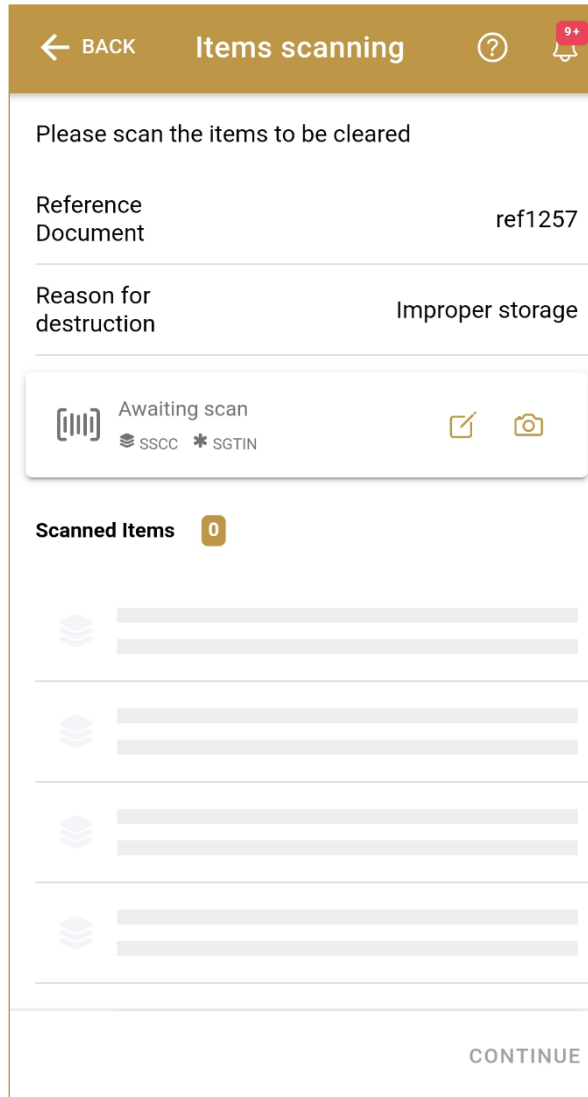 BACK Items scanning 9+
Please scan the items to be cleared
Reference
Document
ref1257
Reason for
destruction
Improper storage
Awaiting scan
SSCC SGTIN
Scanned Items 0
CONTINUE